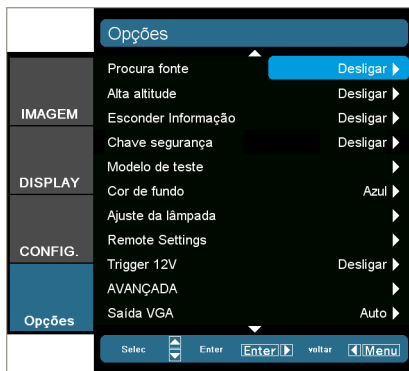 Opções
Procura fonte Desligar
Alta altitude Desligar
IMAGEM
Esconder Informação Desligar
Chave segurança Desligar
Modelo de teste
DISPLAY
Cor de fundo Azul
Ajuste da lâmpada
Remote Settings
CONFIG.
Trigger 12V Desligar
AVANÇADA
Saída VGA Auto
Opções
Selec Enter Enter voltar Menu